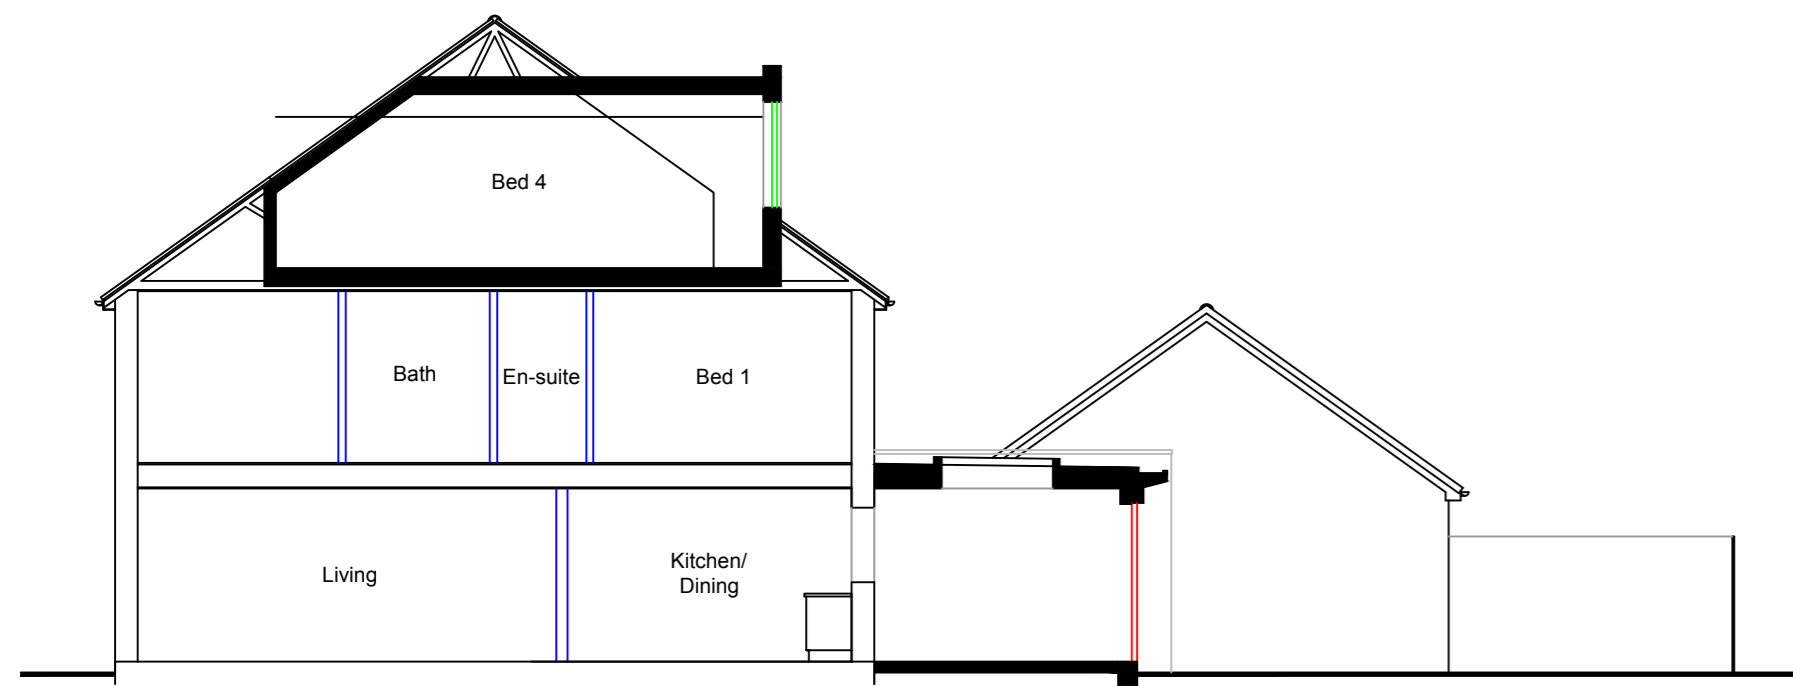 Bed 4
Bath
En-suite
Bed 1
Living
Kitchen/
Dining